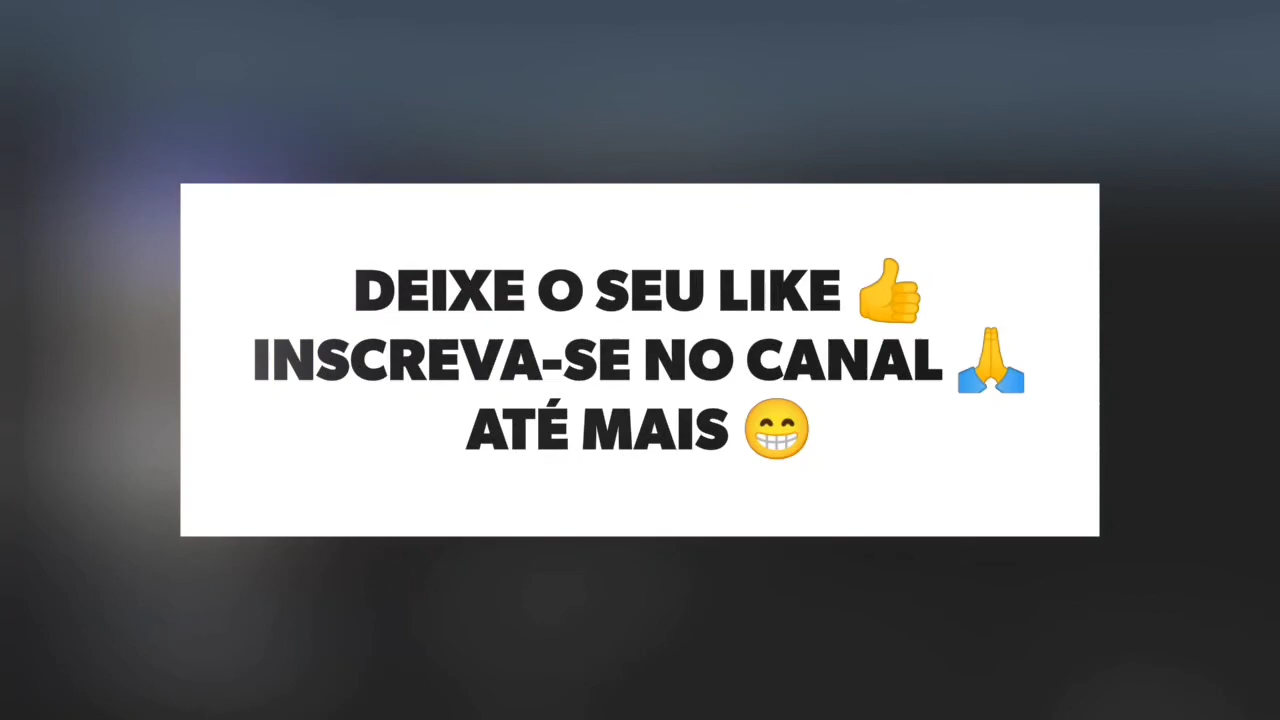 DEIXE O SEU LIKE 👍
INSCREVA-SE NO CANAL 🙏
ATÉ MAIS 😁